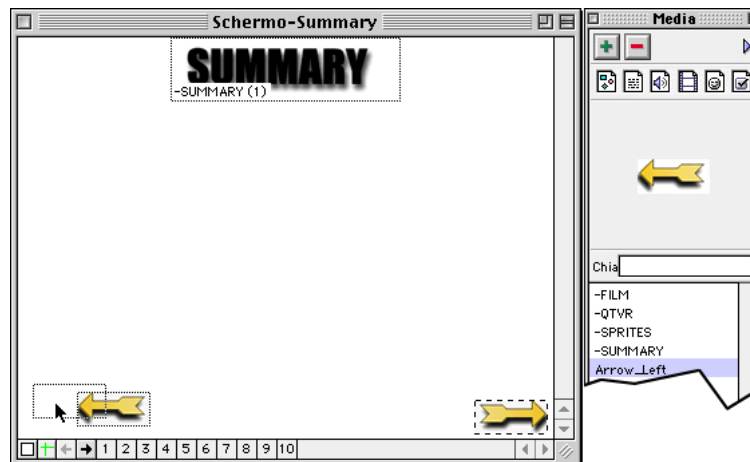 Schermo-Summary
SUMMARY
-SUMMARY (1)
1 2 3 4 5 6 7 8 9 10
Media
Chia
-FILM
-QTVR
-SPRITES
-SUMMARY
Arrow_Left